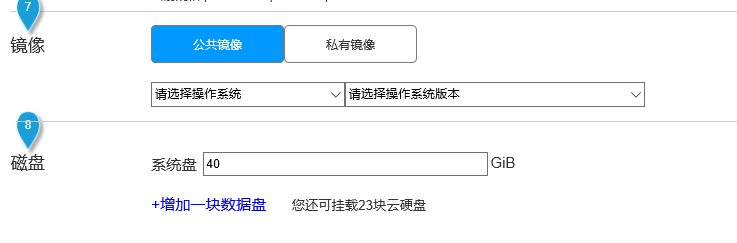 7
镜像
公共镜像 私有镜像
请选择操作系统 请选择操作系统版本
8
磁盘
系统盘 40 GiB
+增加一块数据盘 您还可挂载23块云硬盘